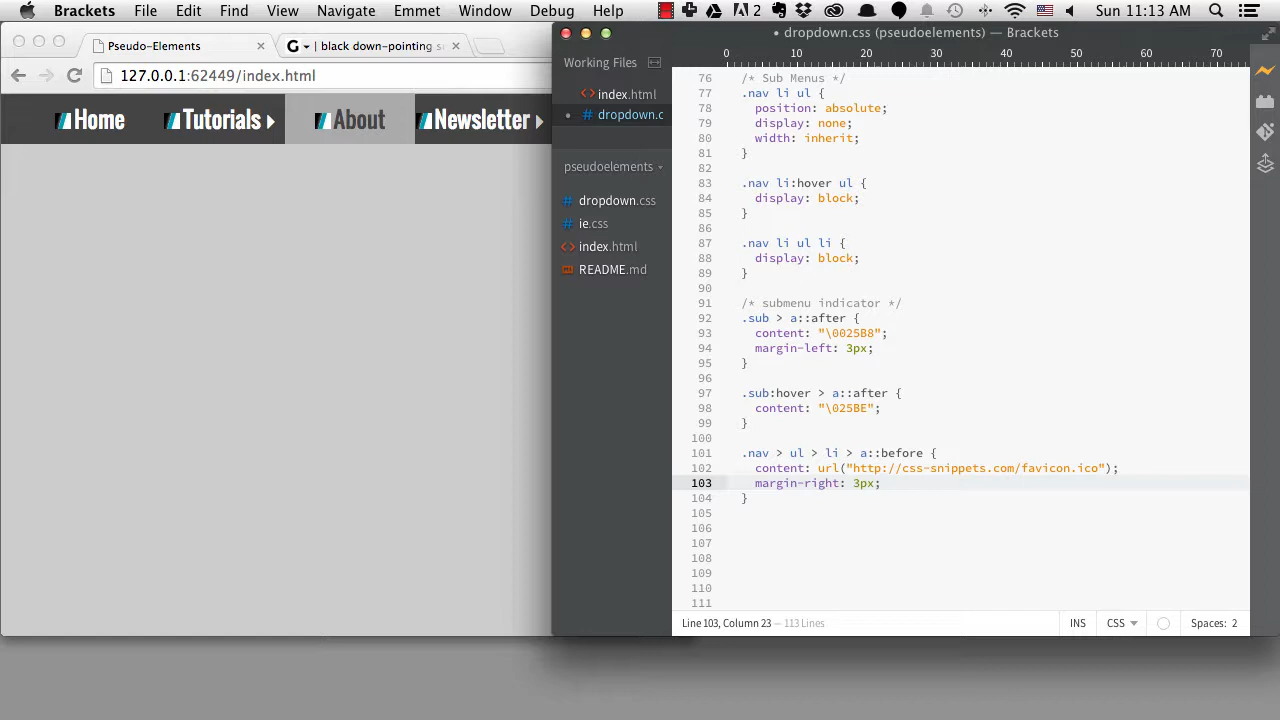 Brackets File Edit Find View Navigate Emmet Window Debug Help 2 Sun 11:13 AM
Pseudo-Elements
G | black down-pointing s
127.0.0.1:62449/index.html
Home Tutorials About Newsletter
• dropdown.css (pseudoelements) — Brackets
Working Files
<> index.html
• # dropdown.c
pseudoelements
# dropdown.css
# ie.css
<> index.html
README.md
0 10 20 30 40 50 60 70
76 /* Sub Menus */
77 .nav li ul {
78 position: absolute;
79 display: none;
80 width: inherit;
81 }
82
83 .nav li:hover ul {
84 display: block;
85 }
86
87 .nav li ul li {
88 display: block;
89 }
90
91 /* submenu indicator */
92 .sub > a::after {
93 content: "\0025B8";
94 margin-left: 3px;
95 }
96
97 .sub:hover > a::after {
98 content: "\025BE";
99 }
100
101 .nav > ul > li > a::before {
102 content: url("http://css-snippets.com/favicon.ico");
103 margin-right: 3px;
104 }
105
106
107
108
109
110
111
Line 103, Column 23 — 113 Lines INS CSS Spaces: 2